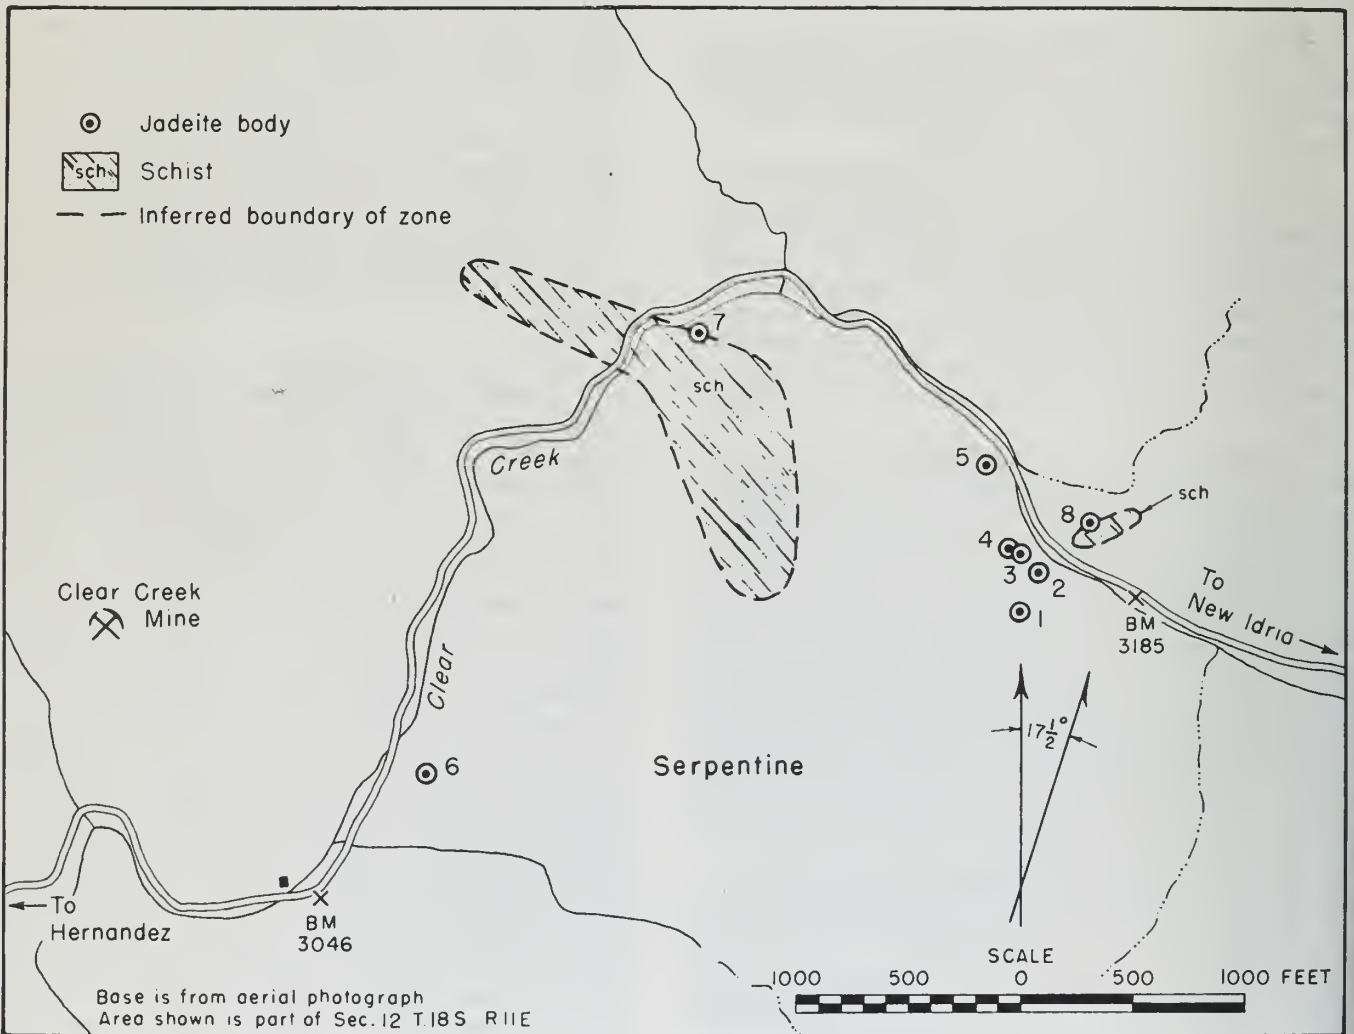 Jadeite body
sch Schist
Inferred boundary of zone
7
sch
Creek
5
sch
8
4
3
2
1
Clear Creek
Mine
To
New Idria
BM
3185
Clear
17 1/2°
6
Serpentine
To
Hernandez
BM
3046
SCALE
1000 500 0 500 1000 FEET
Base is from aerial photograph
Area shown is part of Sec. 12 T.18S R11E